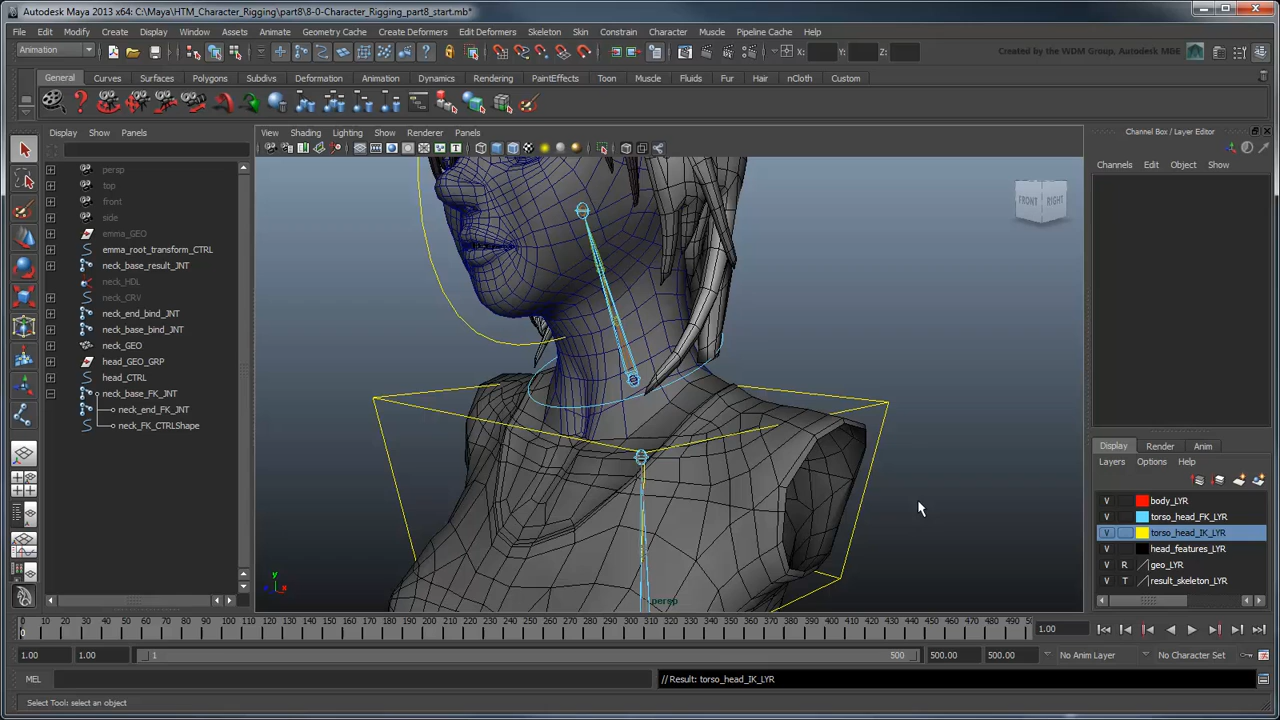 Autodesk Maya 2013 x64: C:\Maya\HTM_Character_Rigging\part8\8-0-Character_Rigging_part8_start.mb*
File Edit Modify Create Display Window Assets Animate Geometry Cache Create Deformers Edit Deformers Skeleton Skin Constrain Character Muscle Pipeline Cache Help
Animation X: Y: Z: Created by the WDM Group, Autodesk MBE
General Curves Surfaces Polygons Subdivs Deformation Animation Dynamics Rendering PaintEffects Toon Muscle Fluids Fur Hair nCloth Custom
Display Show Panels
View Shading Lighting Show Renderer Panels
Channel Box / Layer Editor
Channels Edit Object Show
persp
top
front
side
emma_GEO
emma_root_transform_CTRL
neck_base_result_JNT
neck_HDL
neck_CRV
neck_end_bind_JNT
neck_base_bind_JNT
neck_GEO
head_GEO_GRP
head_CTRL
neck_base_FK_JNT
neck_end_FK_JNT
neck_FK_CTRLShape
FRONT RIGHT
y
z x
persp
Display Render Anim
Layers Options Help
V body_LYR
V torso_head_FK_LYR
V torso_head_IK_LYR
V head_features_LYR
V R geo_LYR
V T result_skeleton_LYR
0 10 20 30 40 50 60 70 80 90 100 110 120 130 140 150 160 170 180 190 200 210 220 230 240 250 260 270 280 290 300 310 320 330 340 350 360 370 380 390 400 410 420 430 440 450 460 470 480 490 50
0
1.00
1.00 1.00 1 500 500.00 500.00 No Anim Layer No Character Set
MEL // Result: torso_head_IK_LYR
Select Tool: select an object